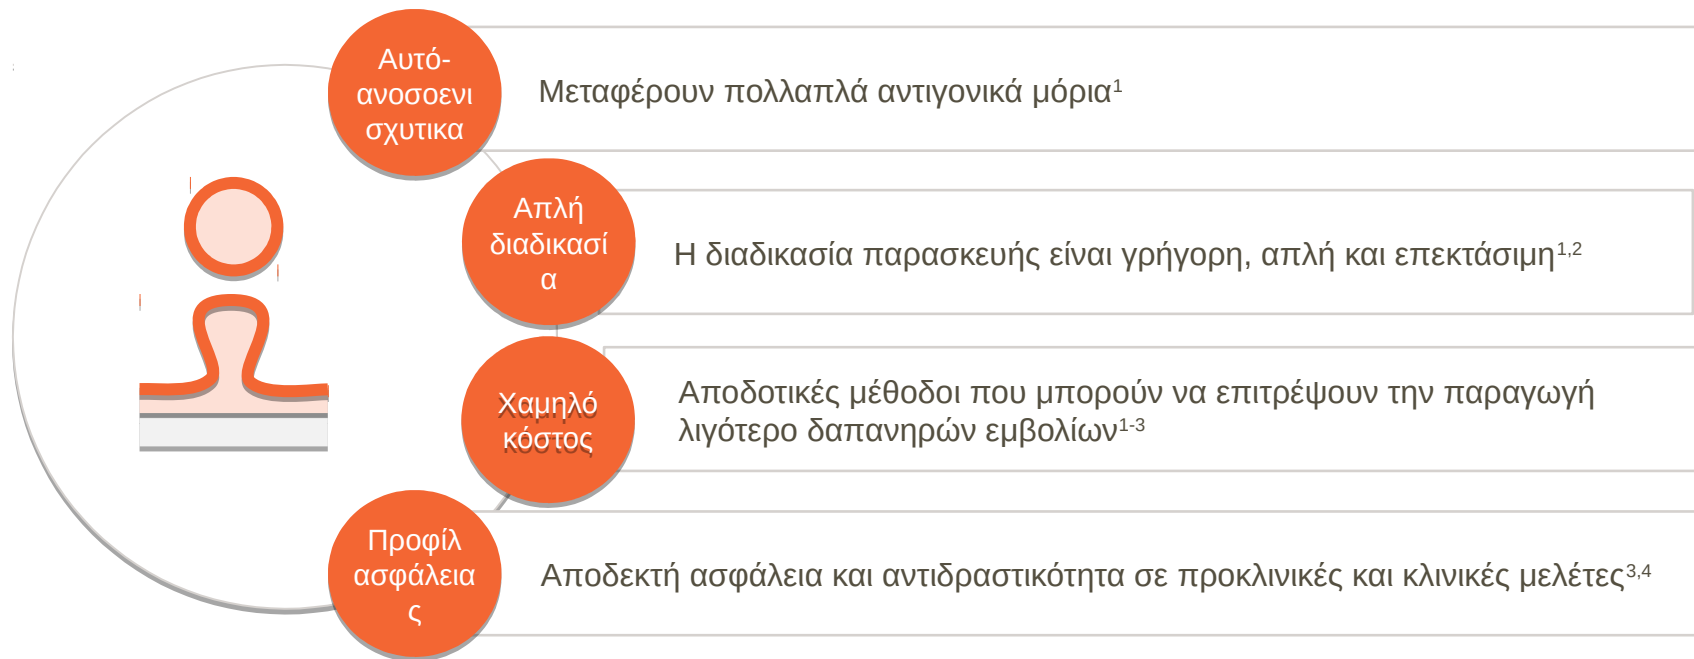 Αυτό-
ανοσοενι
σχυτικα
Μεταφέρουν πολλαπλά αντιγονικά μόρια1
Απλή
διαδικασί
α
Η διαδικασία παρασκευής είναι γρήγορη, απλή και επεκτάσιμη1,2
Χαμηλό
κόστος
Αποδοτικές μέθοδοι που μπορούν να επιτρέψουν την παραγωγή
λιγότερο δαπανηρών εμβολίων1-3
Προφίλ
ασφάλεια
ς
Αποδεκτή ασφάλεια και αντιδραστικότητα σε προκλινικές και κλινικές μελέτες3,4